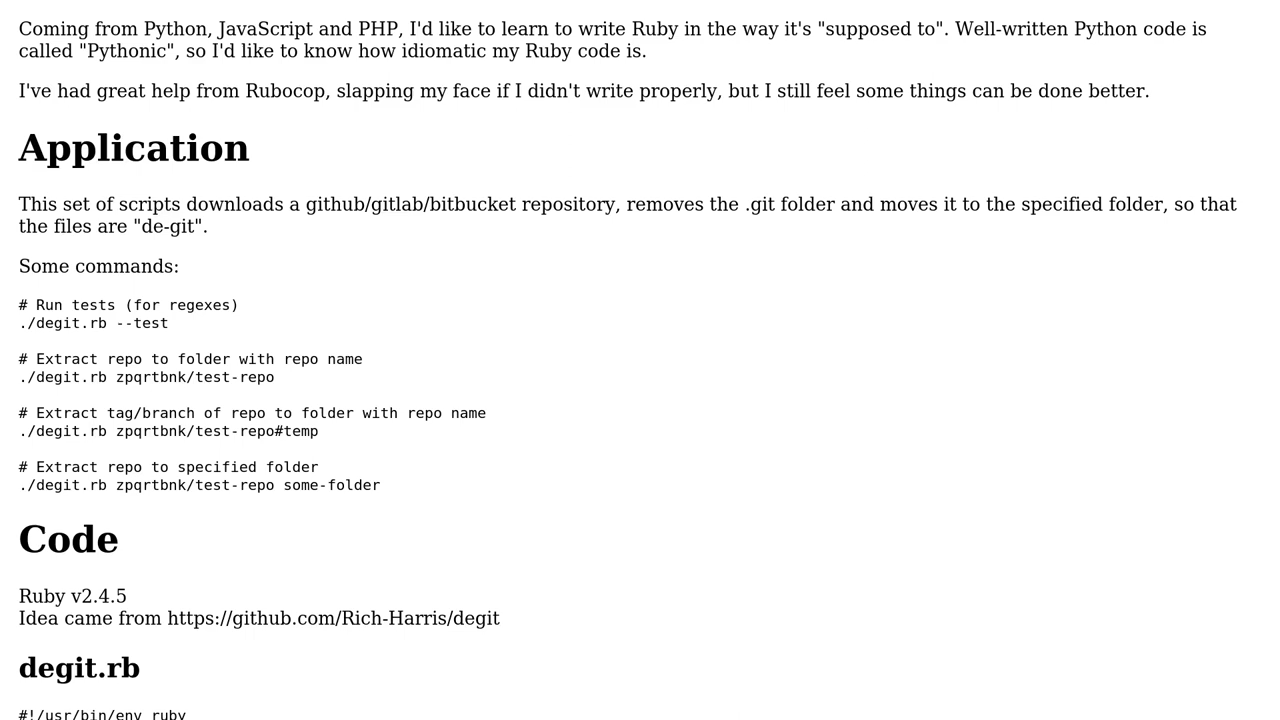 Coming from Python, JavaScript and PHP, I'd like to learn to write Ruby in the way it's "supposed to". Well-written Python code is
called "Pythonic", so I'd like to know how idiomatic my Ruby code is.
I've had great help from Rubocop, slapping my face if I didn't write properly, but I still feel some things can be done better.
Application
This set of scripts downloads a github/gitlab/bitbucket repository, removes the .git folder and moves it to the specified folder, so that
the files are "de-git".
Some commands:
# Run tests (for regexes)
./degit.rb --test
# Extract repo to folder with repo name
./degit.rb zpqrtbnk/test-repo
# Extract tag/branch of repo to folder with repo name
./degit.rb zpqrtbnk/test-repo#temp
# Extract repo to specified folder
./degit.rb zpqrtbnk/test-repo some-folder
Code
Ruby v2.4.5
Idea came from https://github.com/Rich-Harris/degit
degit.rb
#!/usr/bin/env ruby